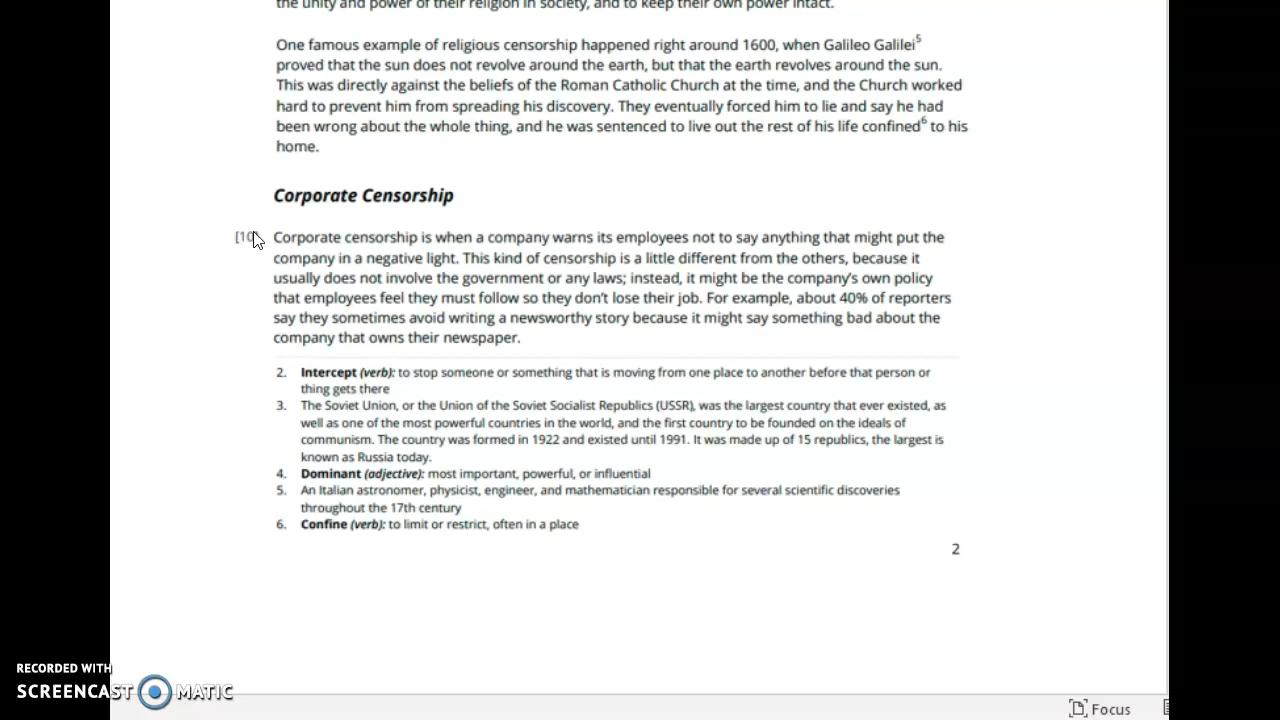 the unity and power of their religion in society, and to keep their own power intact.
One famous example of religious censorship happened right around 1600, when Galileo Galilei5
proved that the sun does not revolve around the earth, but that the earth revolves around the sun.
This was directly against the beliefs of the Roman Catholic Church at the time, and the Church worked
hard to prevent him from spreading his discovery. They eventually forced him to lie and say he had
been wrong about the whole thing, and he was sentenced to live out the rest of his life confined6 to his
home.
Corporate Censorship
[10 Corporate censorship is when a company warns its employees not to say anything that might put the
company in a negative light. This kind of censorship is a little different from the others, because it
usually does not involve the government or any laws; instead, it might be the company's own policy
that employees feel they must follow so they don't lose their job. For example, about 40% of reporters
say they sometimes avoid writing a newsworthy story because it might say something bad about the
company that owns their newspaper.
2. Intercept (verb): to stop someone or something that is moving from one place to another before that person or
thing gets there
3. The Soviet Union, or the Union of the Soviet Socialist Republics (USSR), was the largest country that ever existed, as
well as one of the most powerful countries in the world, and the first country to be founded on the ideals of
communism. The country was formed in 1922 and existed until 1991. It was made up of 15 republics, the largest is
known as Russia today.
4. Dominant (adjective): most important, powerful, or influential
5. An Italian astronomer, physicist, engineer, and mathematician responsible for several scientific discoveries
throughout the 17th century
6. Confine (verb): to limit or restrict, often in a place
2
RECORDED WITH
SCREENCAST MATIC
Focus